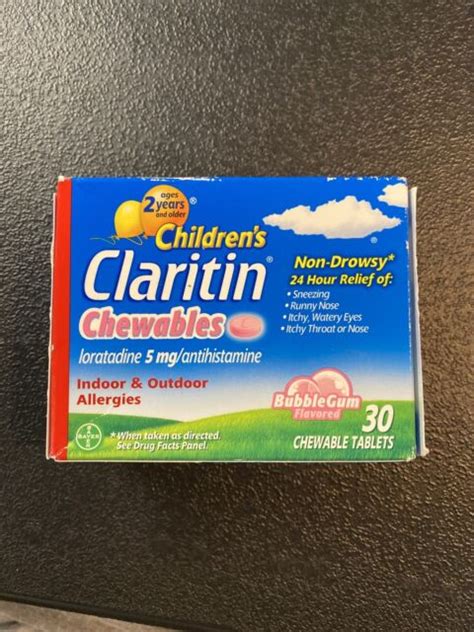 ages
2 years
and older
®
Children's
Claritin®
Chewables
loratadine 5 mg/antihistamine
Indoor & Outdoor
Allergies
BAYER
*When taken as directed.
See Drug Facts Panel.
Non-Drowsy*
24 Hour Relief of:
• Sneezing
• Runny Nose
• Itchy, Watery Eyes
• Itchy Throat or Nose
BubbleGum
Flavored
30
CHEWABLE TABLETS